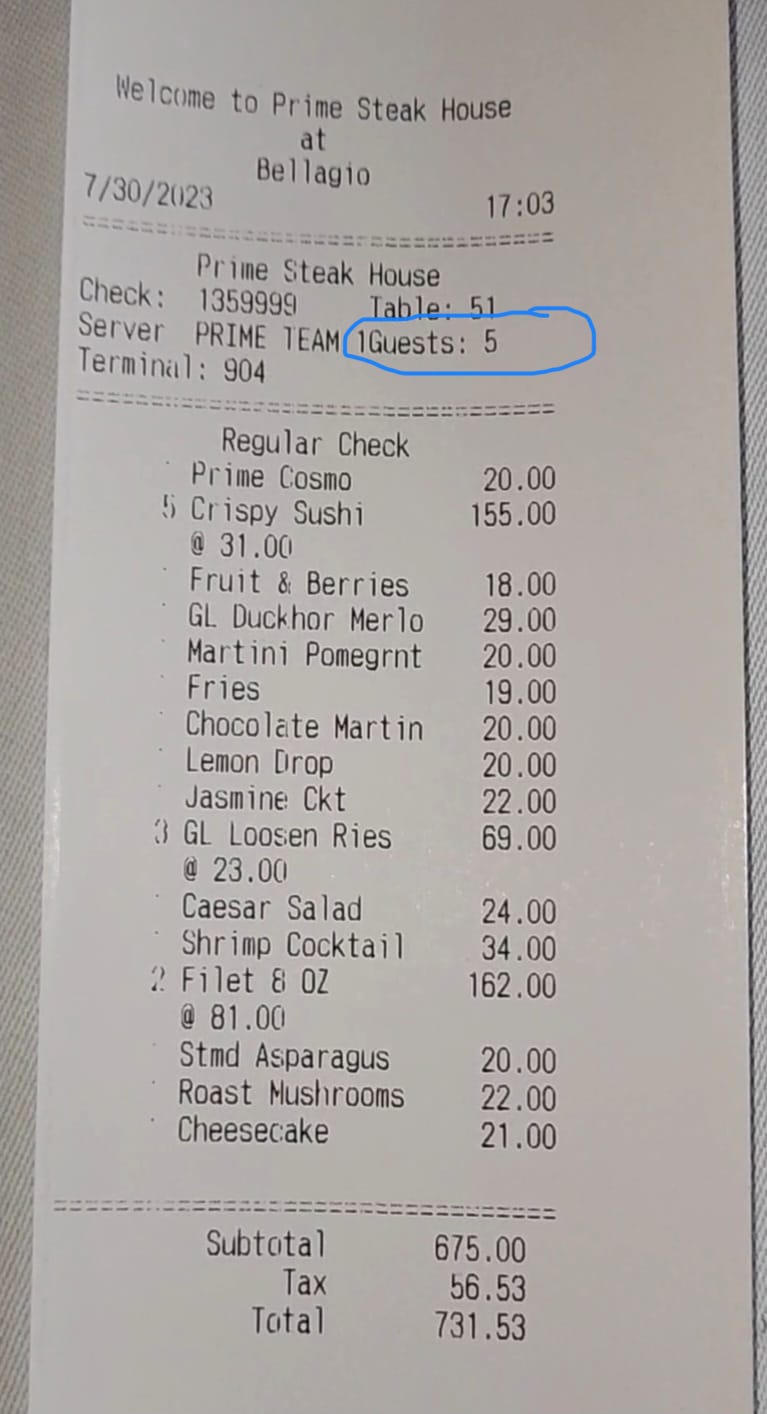 Welcome to Prime Steak House
at
Bellagio
7/30/2023 17:03
========================================
Prime Steak House
Check: 1359999 Table: 51
Server PRIME TEAM 1Guests: 5
Terminal: 904
========================================
Regular Check
Prime Cosmo 20.00
5 Crispy Sushi 155.00
@ 31.00
Fruit & Berries 18.00
GL Duckhor Merlo 29.00
Martini Pomegrnt 20.00
Fries 19.00
Chocolate Martin 20.00
Lemon Drop 20.00
Jasmine Ckt 22.00
3 GL Loosen Ries 69.00
@ 23.00
Caesar Salad 24.00
Shrimp Cocktail 34.00
2 Filet 8 OZ 162.00
@ 81.00
Stmd Asparagus 20.00
Roast Mushrooms 22.00
Cheesecake 21.00
========================================
Subtotal 675.00
Tax 56.53
Total 731.53